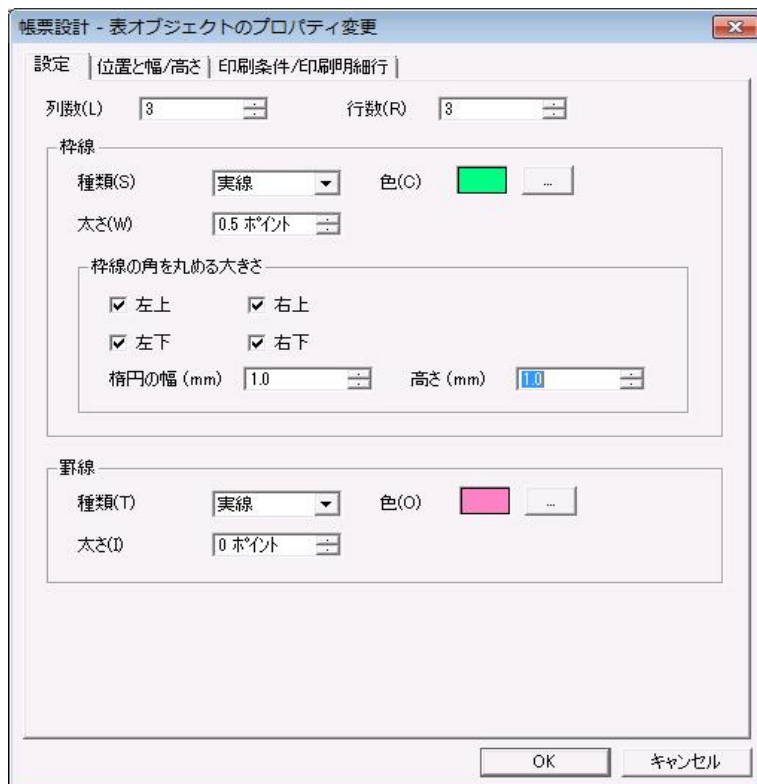 帳票設計 - 表オブジェクトのプロパティ変更
設定 位置と幅/高さ 印刷条件/印刷明細行
列数(L) 3 行数(R) 3
枠線
種類(S) 実線 色(C) ...
太さ(W) 0.5 ポイント
枠線の角を丸める大きさ
左上 右上
左下 右下
楕円の幅 (mm) 1.0 高さ (mm) 1.0
罫線
種類(T) 実線 色(O) ...
太さ(I) 0 ポイント
OK キャンセル